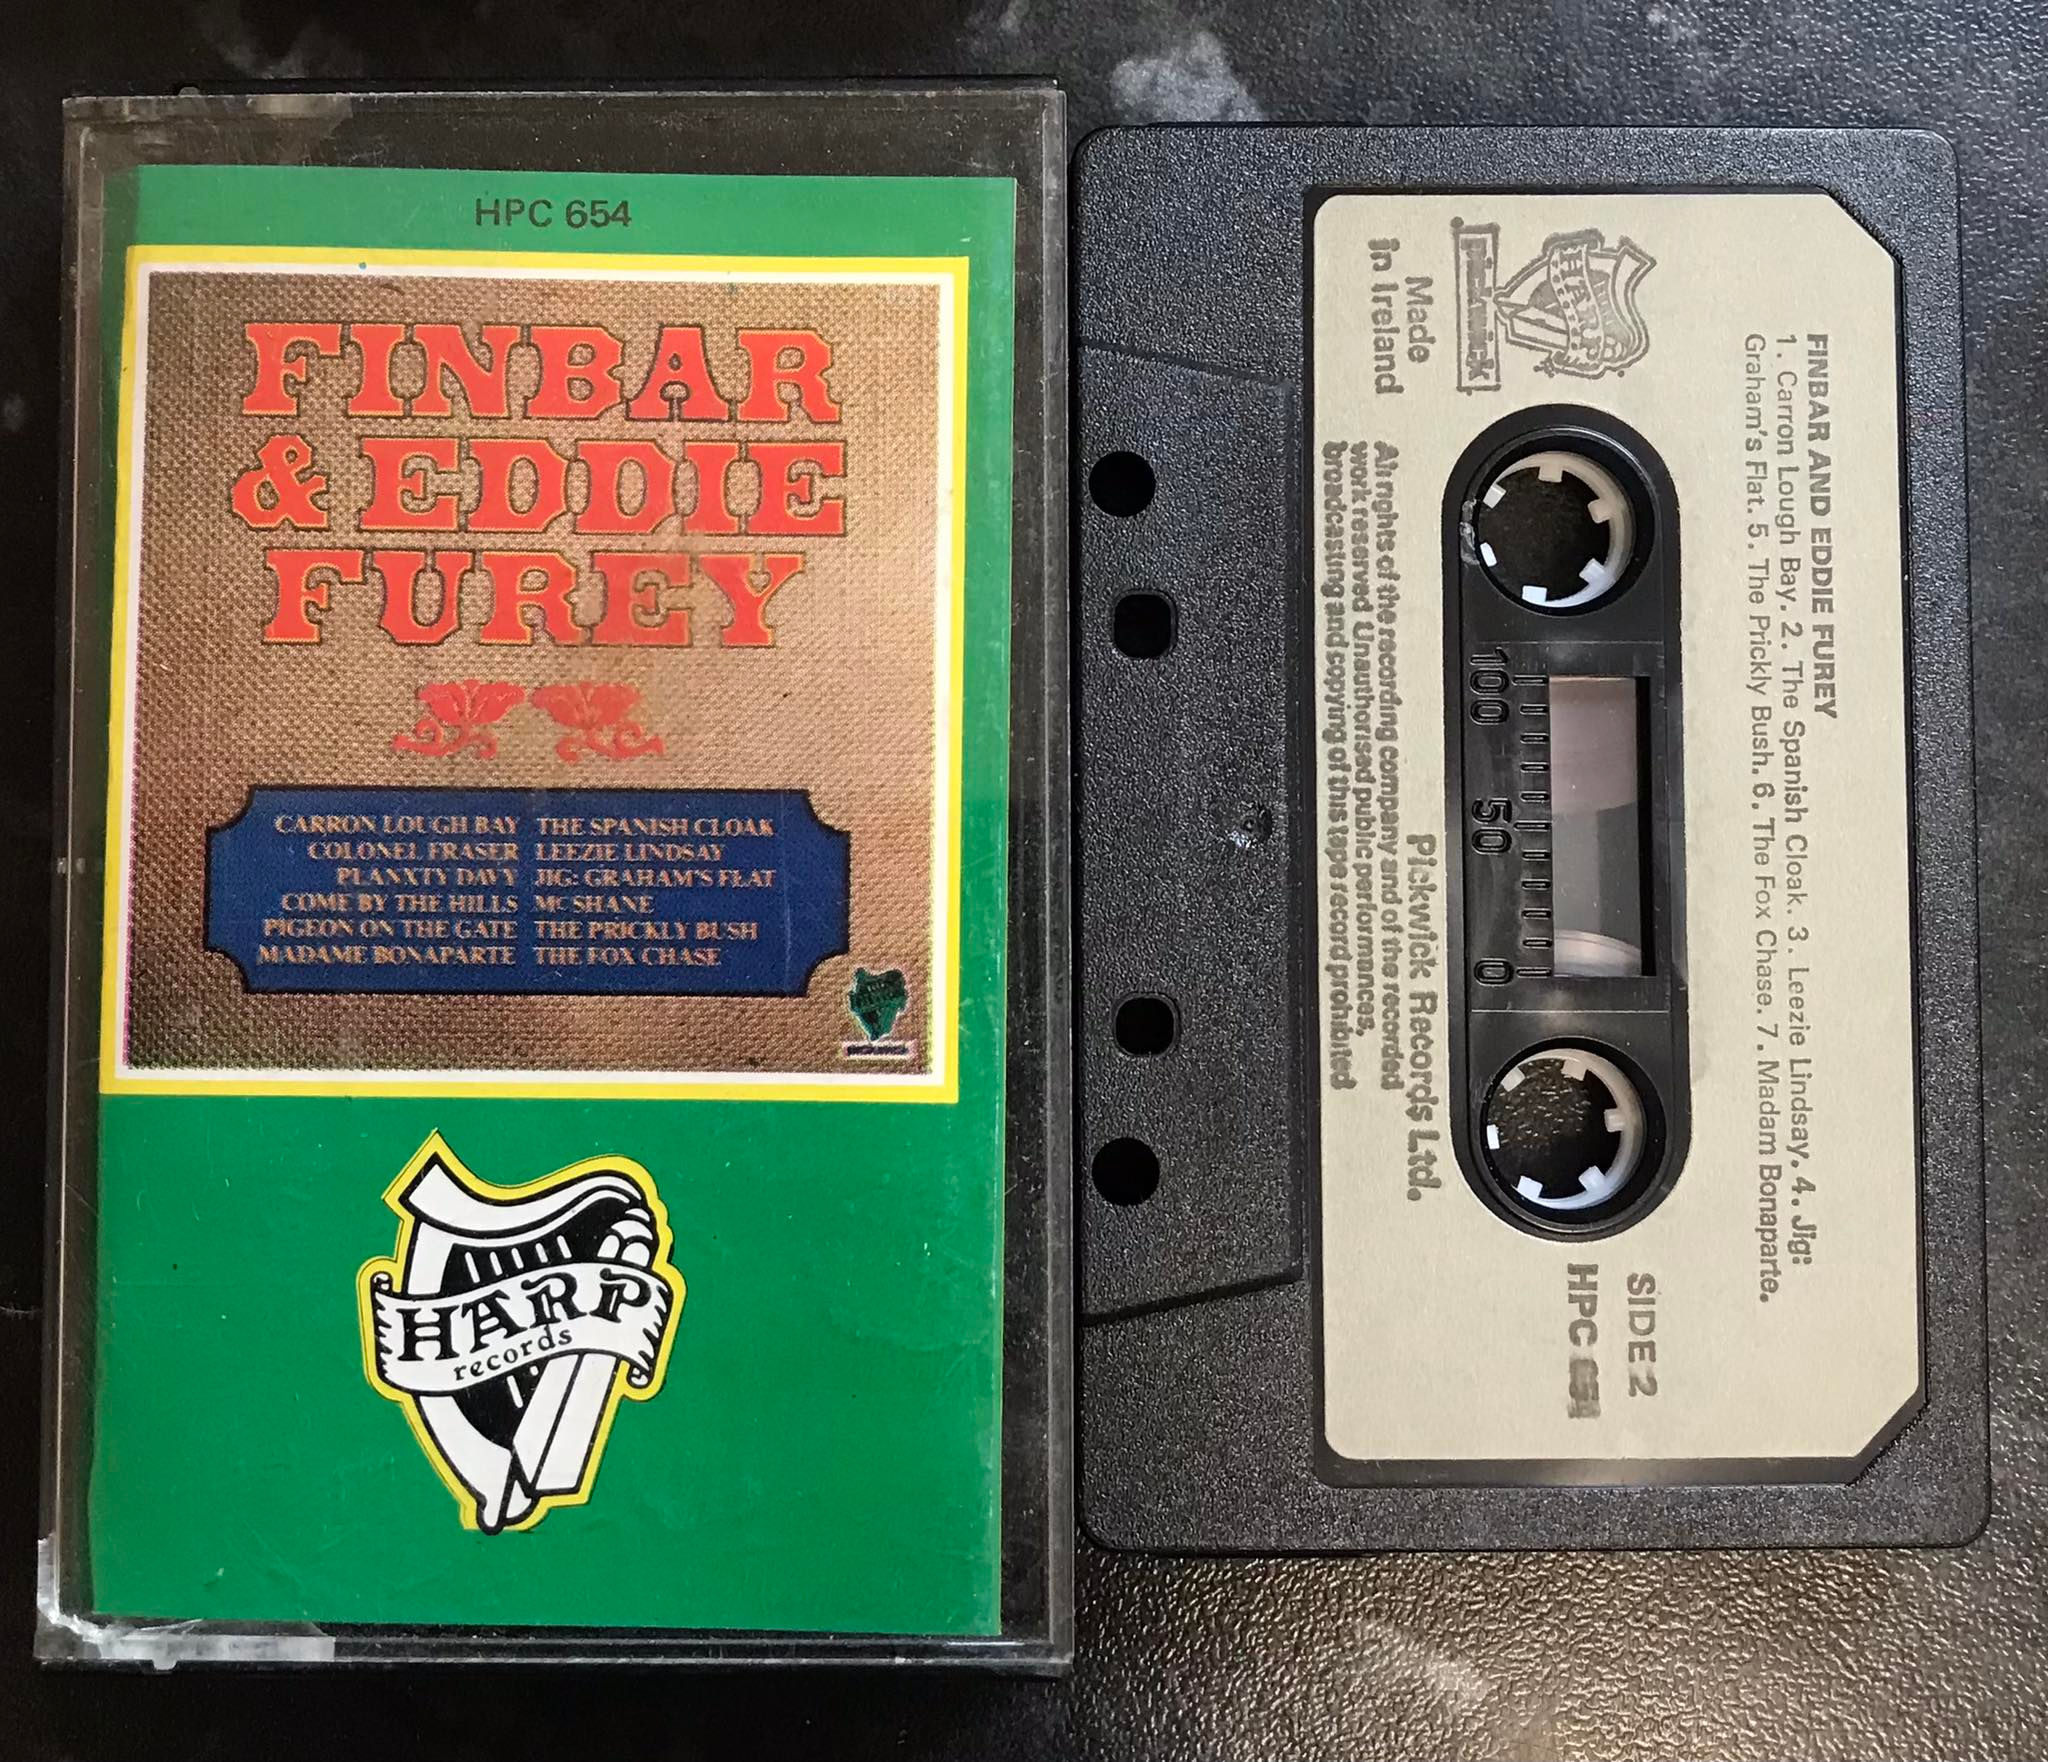 HPC 654
FINBAR
& EDDIE
FUREY
CARRON LOUGH BAY THE SPANISH CLOAK
COLONEL FRASER LEEZIE LINDSAY
PLANXTY DAVY JIG: GRAHAM'S FLAT
COME BY THE HILLS Mc SHANE
PIGEON ON THE GATE THE PRICKLY BUSH
MADAME BONAPARTE THE FOX CHASE
HARP
records
FINBAR AND EDDIE FUREY
1. Carron Lough Bay. 2. The Spanish Cloak. 3. Leezie Lindsay. 4. Jig:
Graham's Flat. 5. The Prickly Bush. 6. The Fox Chase. 7. Madam Bonaparte.
HARP
pickwick
Made
in Ireland
100 50 0
SIDE 2
HPC 654
Pickwick Records Ltd.
All rights of the recording company and of the recorded
work reserved. Unauthorised public performances,
broadcasting and copying of this tape record prohibited